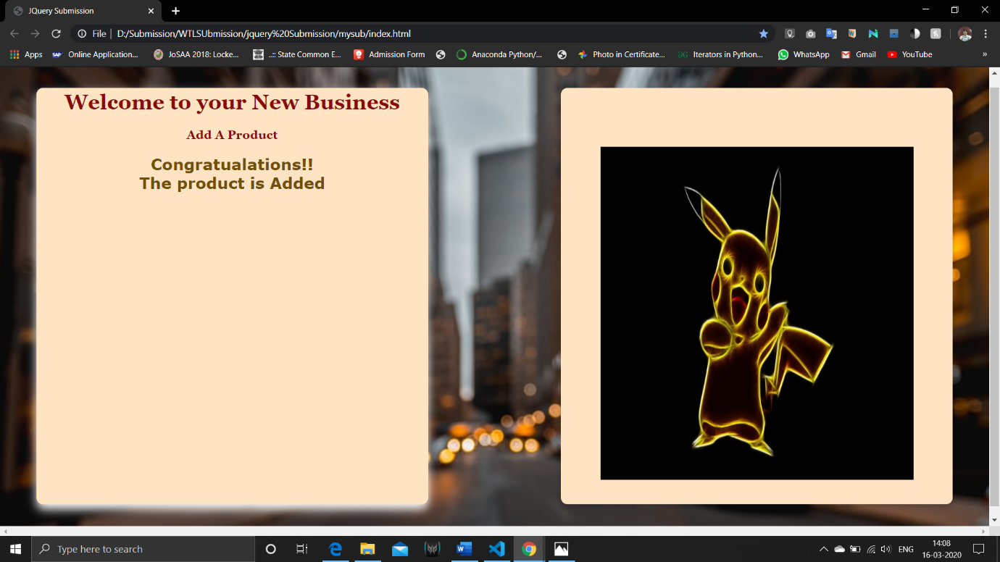 JQuery Submission
File | D:/Submission/WTLSUbmission/jquery%20Submission/mysub/index.html
Apps SAP Online Application... JoSAA 2018: Locke... ..:: State Common E... Admission Form Anaconda Python/... Photo in Certificate... Iterators in Python... WhatsApp Gmail YouTube »
Welcome to your New Business
Add A Product
Congratualations!!
The product is Added
Type here to search
ENG
14:08
16-03-2020